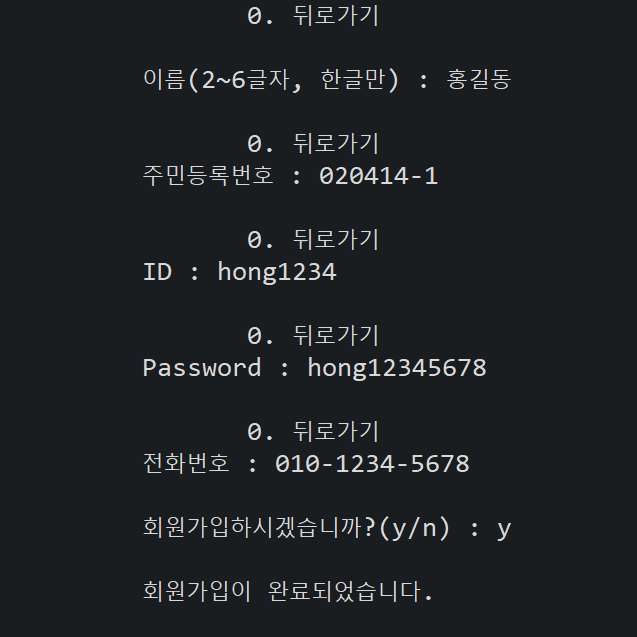 0. 뒤로가기
이름(2~6글자, 한글만) : 홍길동
0. 뒤로가기
주민등록번호 : 020414-1
0. 뒤로가기
ID : hong1234
0. 뒤로가기
Password : hong12345678
0. 뒤로가기
전화번호 : 010-1234-5678
회원가입하시겠습니까?(y/n) : y
회원가입이 완료되었습니다.